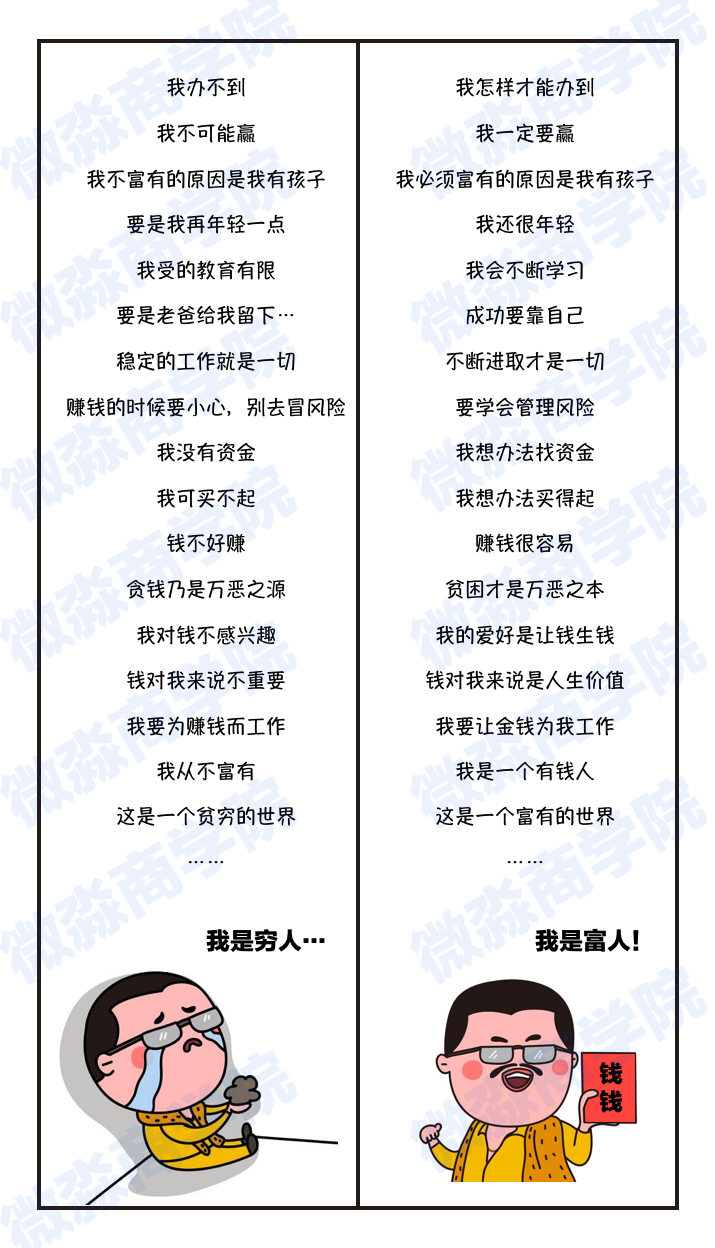 我办不到
我不可能赢
我不富有的原因是我有孩子
要是我再年轻一点
我受的教育有限
要是老爸给我留下…
稳定的工作就是一切
赚钱的时候要小心，别去冒风险
我没有资金
我可买不起
钱不好赚
贪钱乃是万恶之源
我对钱不感兴趣
钱对我来说不重要
我要为赚钱而工作
我从不富有
这是一个贫穷的世界
……
我是穷人…
我怎样才能办到
我一定要赢
我必须富有的原因是我有孩子
我还很年轻
我会不断学习
成功要靠自己
不断进取才是一切
要学会管理风险
我想办法找资金
我想办法买得起
赚钱很容易
贫困才是万恶之本
我的爱好是让钱生钱
钱对我来说是人生价值
我要让金钱为我工作
我是一个有钱人
这是一个富有的世界
……
我是富人!
钱
钱
微淼商学院